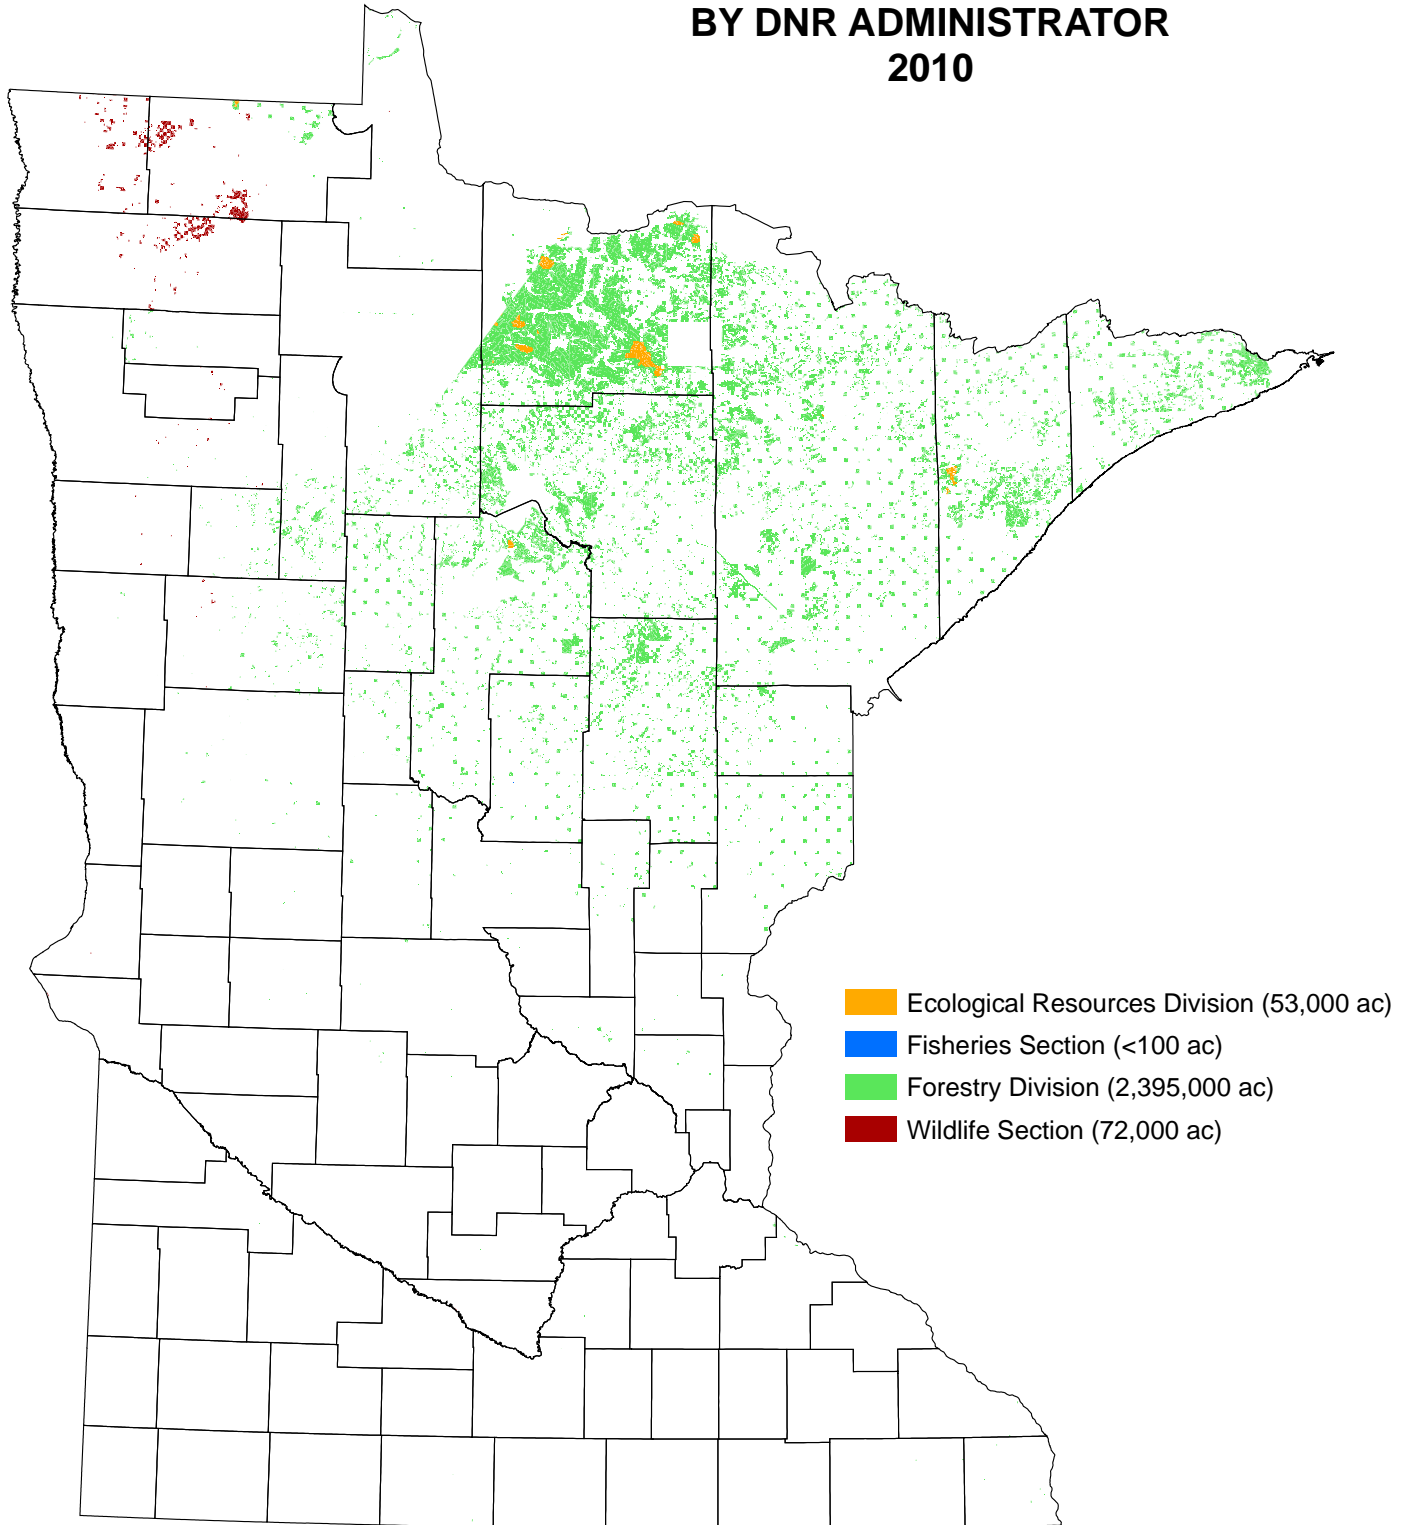 BY DNR ADMINISTRATOR
2010
Ecological Resources Division (53,000 ac)
Fisheries Section (<100 ac)
Forestry Division (2,395,000 ac)
Wildlife Section (72,000 ac)